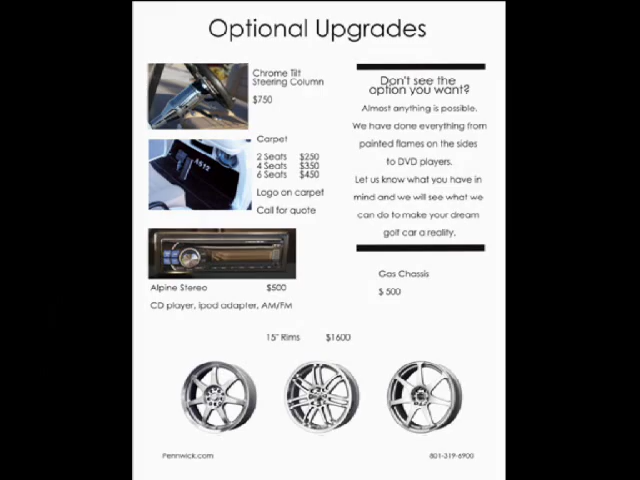 Optional Upgrades
Chrome Tilt
Steering Column
$750
Carpet
2 Seats $250
4 Seats $350
6 Seats $450
Logo on carpet
Call for quote
Alpine Stereo $500
CD player, ipod adapter, AM/FM
Don't see the
option you want?
Almost anything is possible.
We have done everything from
painted flames on the sides
to DVD players.
Let us know what you have in
mind and we will see what we
can do to make your dream
golf car a reality.
Gas Chassis
$ 500
15" Rims $1600
Pennwick.com 801-319-6900